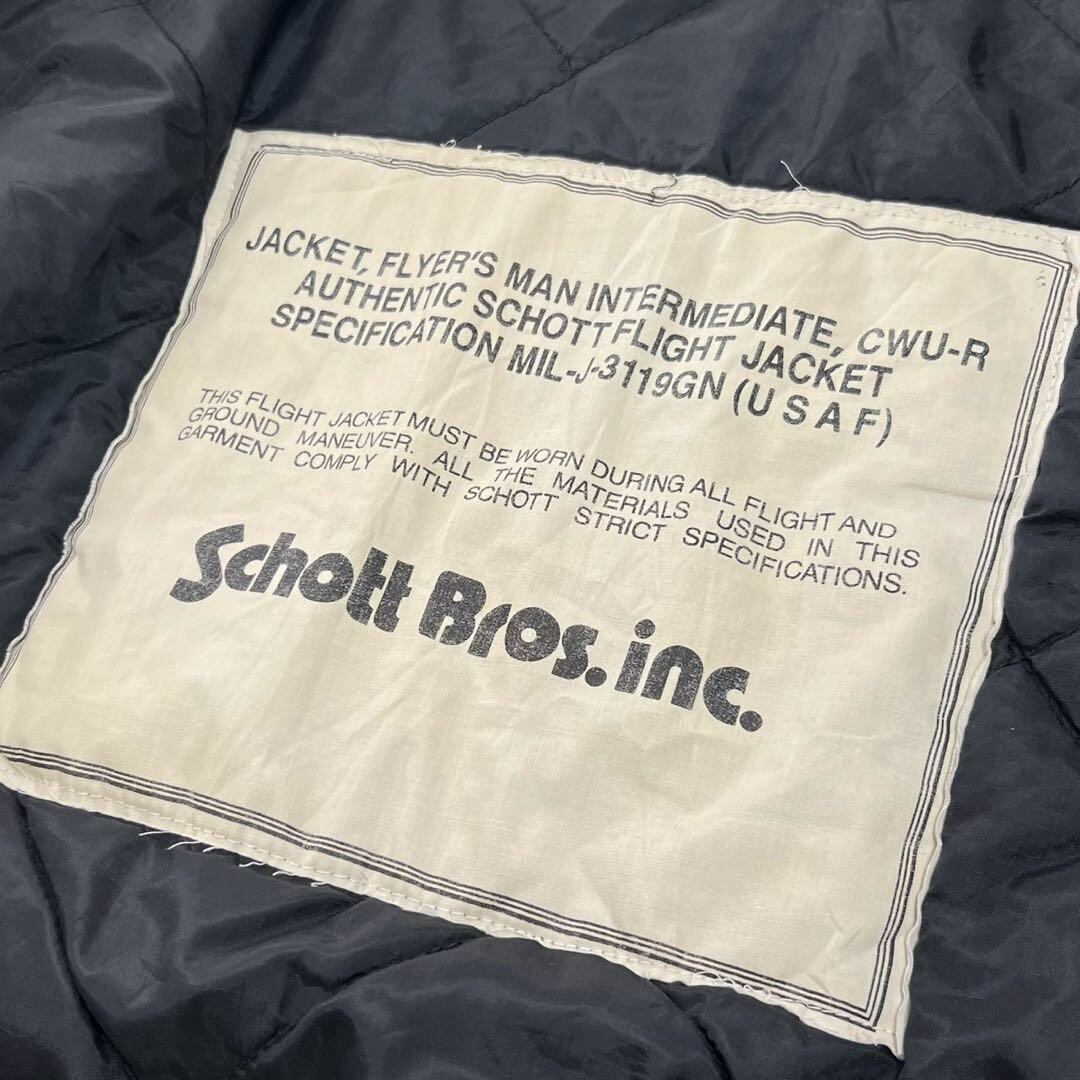 JACKET, FLYER'S MAN INTERMEDIATE, CWU-R
AUTHENTIC SCHOTT FLIGHT JACKET
SPECIFICATION MIL-J-3119GN (U S A F)
THIS FLIGHT JACKET MUST BE WORN DURING ALL FLIGHT AND
GROUND MANEUVER. ALL THE MATERIALS USED IN THIS
GARMENT COMPLY WITH SCHOTT STRICT SPECIFICATIONS.
Schott Bros. inc.